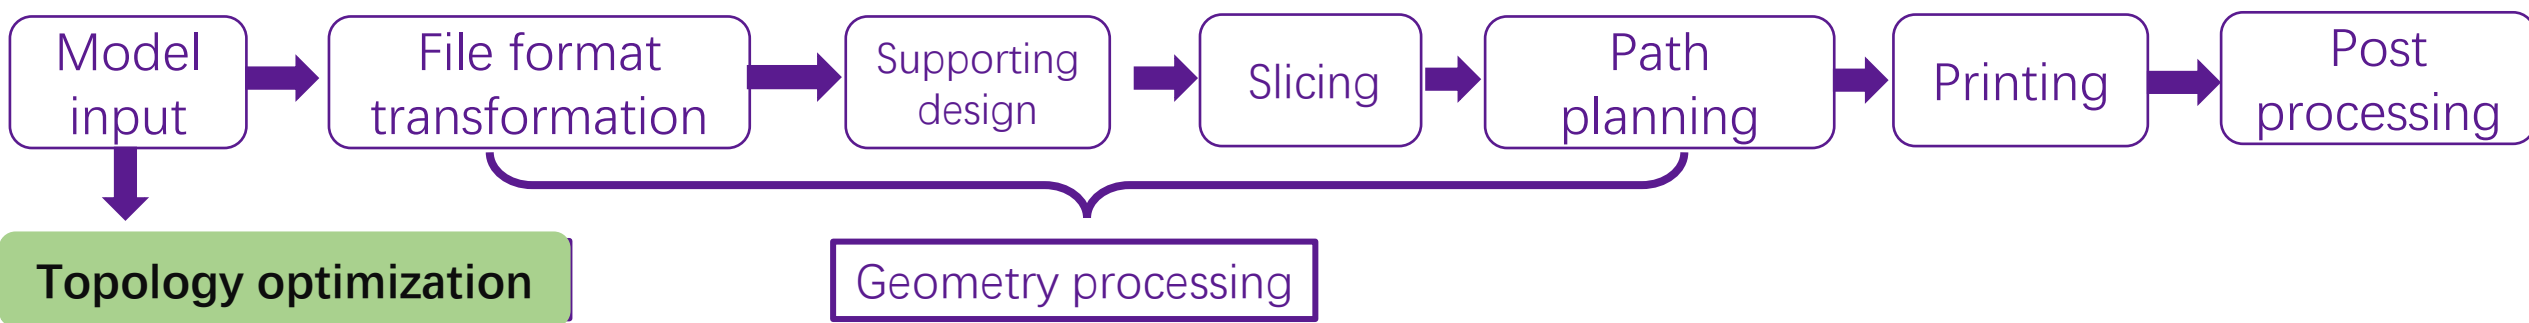 Model
input
File format
transformation
Supporting
design
Slicing
Path
planning
Printing
Post
processing
Topology optimization
Geometry processing